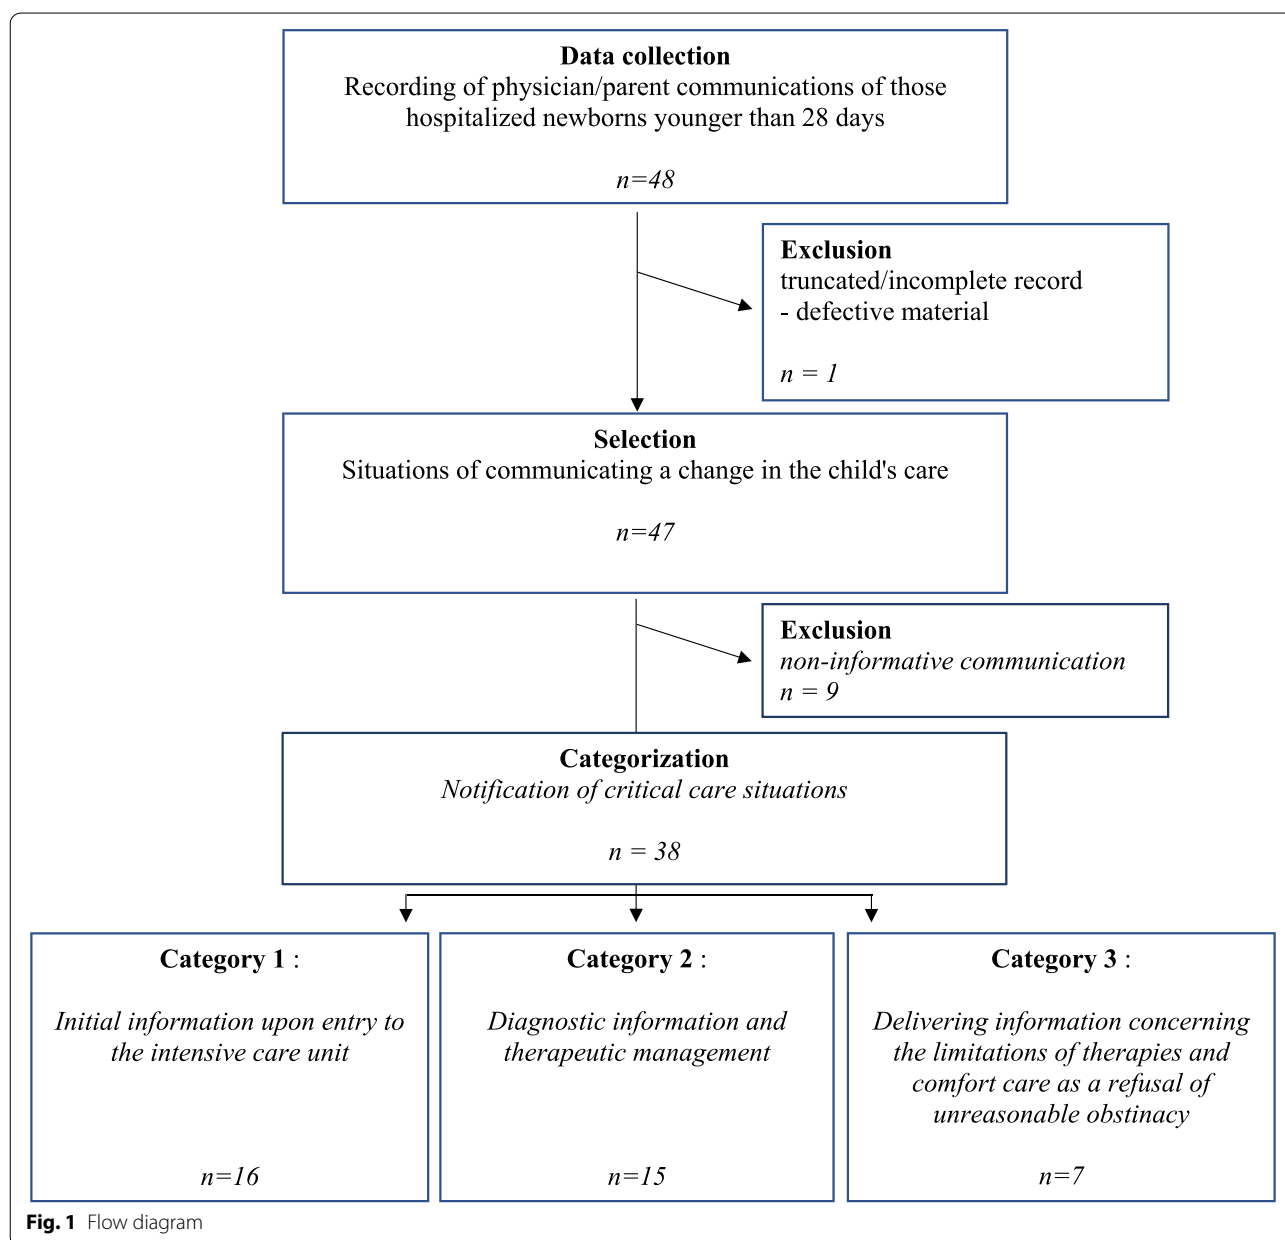 Data collection
Recording of physician/parent communications of those
hospitalized newborns younger than 28 days
n=48
Exclusion
truncated/incomplete record
- defective material
n = 1
Selection
Situations of communicating a change in the child's care
n=47
Exclusion
non-informative communication
n = 9
Categorization
Notification of critical care situations
n = 38
Category 1 :
Initial information upon entry to
the intensive care unit
n=16
Category 2 :
Diagnostic information and
therapeutic management
n=15
Category 3 :
Delivering information concerning
the limitations of therapies and
comfort care as a refusal of
unreasonable obstinacy
n=7
Fig. 1 Flow diagram